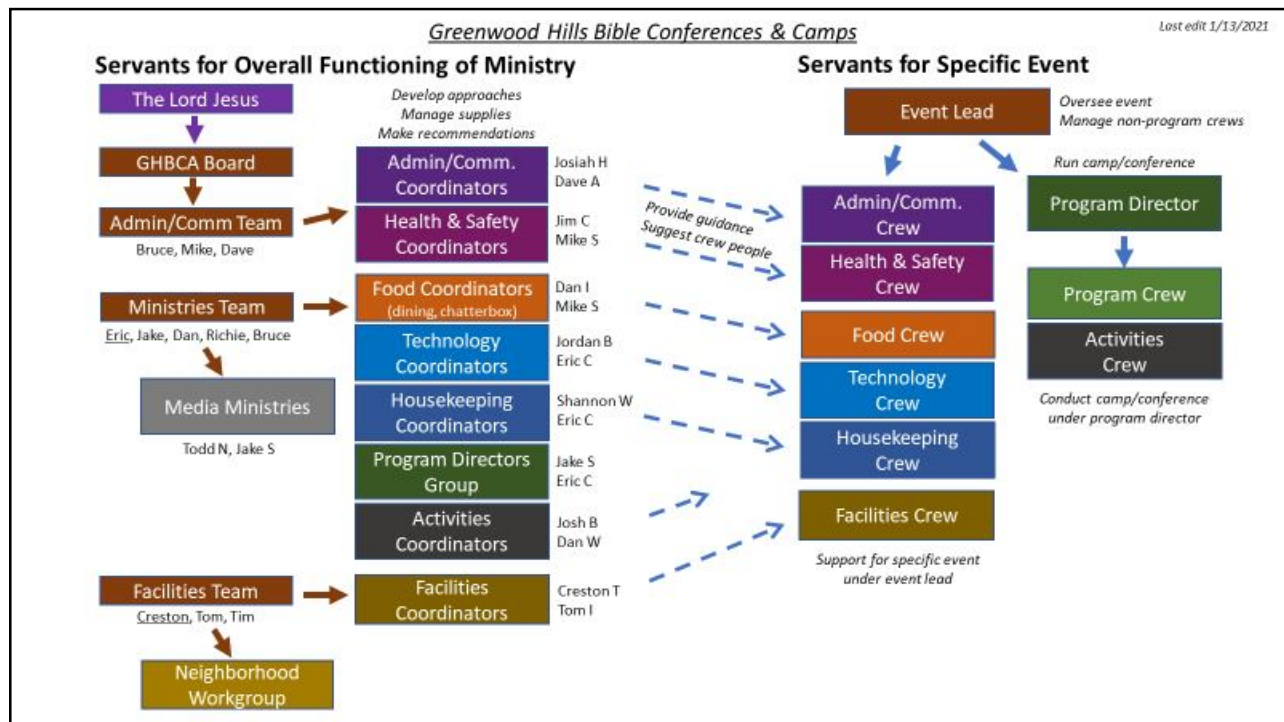 Greenwood Hills Bible Conferences & Camps
Last edit 1/13/2021
Servants for Overall Functioning of Ministry
The Lord Jesus
GHBCA Board
Admin/Comm Team
Bruce, Mike, Dave
Ministries Team
Eric, Jake, Dan, Richie, Bruce
Media Ministries
Todd N, Jake S
Facilities Team
Creston, Tom, Tim
Neighborhood
Workgroup
Develop approaches
Manage supplies
Make recommendations
Admin/Comm.
Coordinators
Josiah H
Dave A
Health & Safety
Coordinators
Jim C
Mike S
Food Coordinators
(dining, chatterbox)
Dan I
Mike S
Technology
Coordinators
Jordan B
Eric C
Housekeeping
Coordinators
Shannon W
Eric C
Program Directors
Group
Jake S
Eric C
Activities
Coordinators
Josh B
Dan W
Facilities
Coordinators
Creston T
Tom I
Provide guidance
Suggest crew people
Servants for Specific Event
Event Lead
Oversee event
Manage non-program crews
Admin/Comm.
Crew
Health & Safety
Crew
Food Crew
Technology
Crew
Housekeeping
Crew
Facilities Crew
Support for specific event
under event lead
Run camp/conference
Program Director
Program Crew
Activities
Crew
Conduct camp/conference
under program director